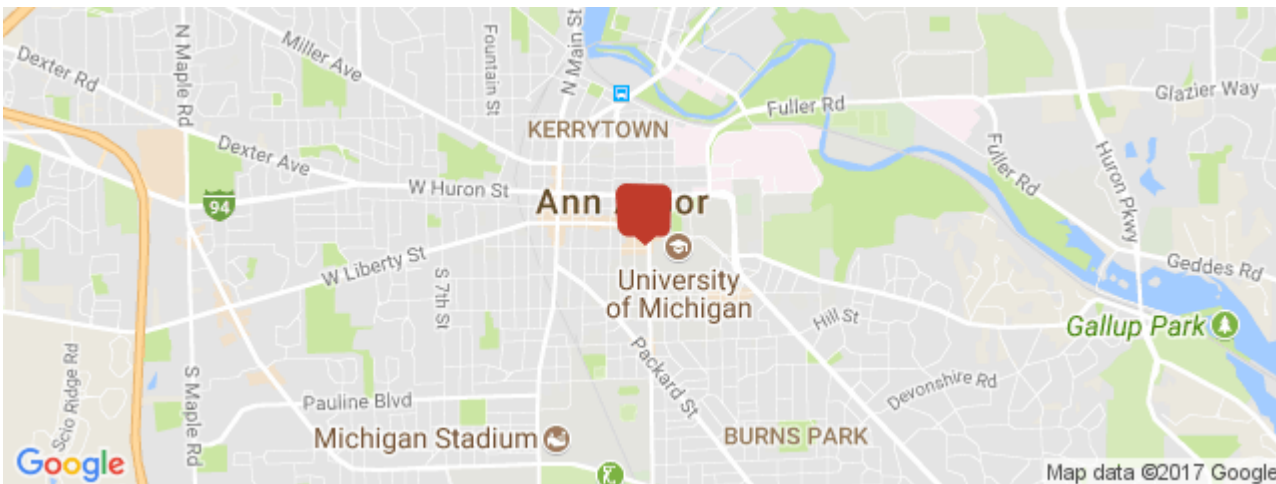 N Maple Rd
Miller Ave
Fountain St
N Main St
Dexter Rd
Fuller Rd
Glazier Way
KERRYTOWN
Dexter Ave
Fuller Rd
Huron Pkwy
W Huron St
94
Ann
or
W Liberty St
S 7th St
University
of Michigan
Geddes Rd
Hill St
Gallup Park
Packard St
Scio Ridge Rd
S Maple Rd
Devonshire Rd
Pauline Blvd
Michigan Stadium
BURNS PARK
Google
Map data ©2017 Google